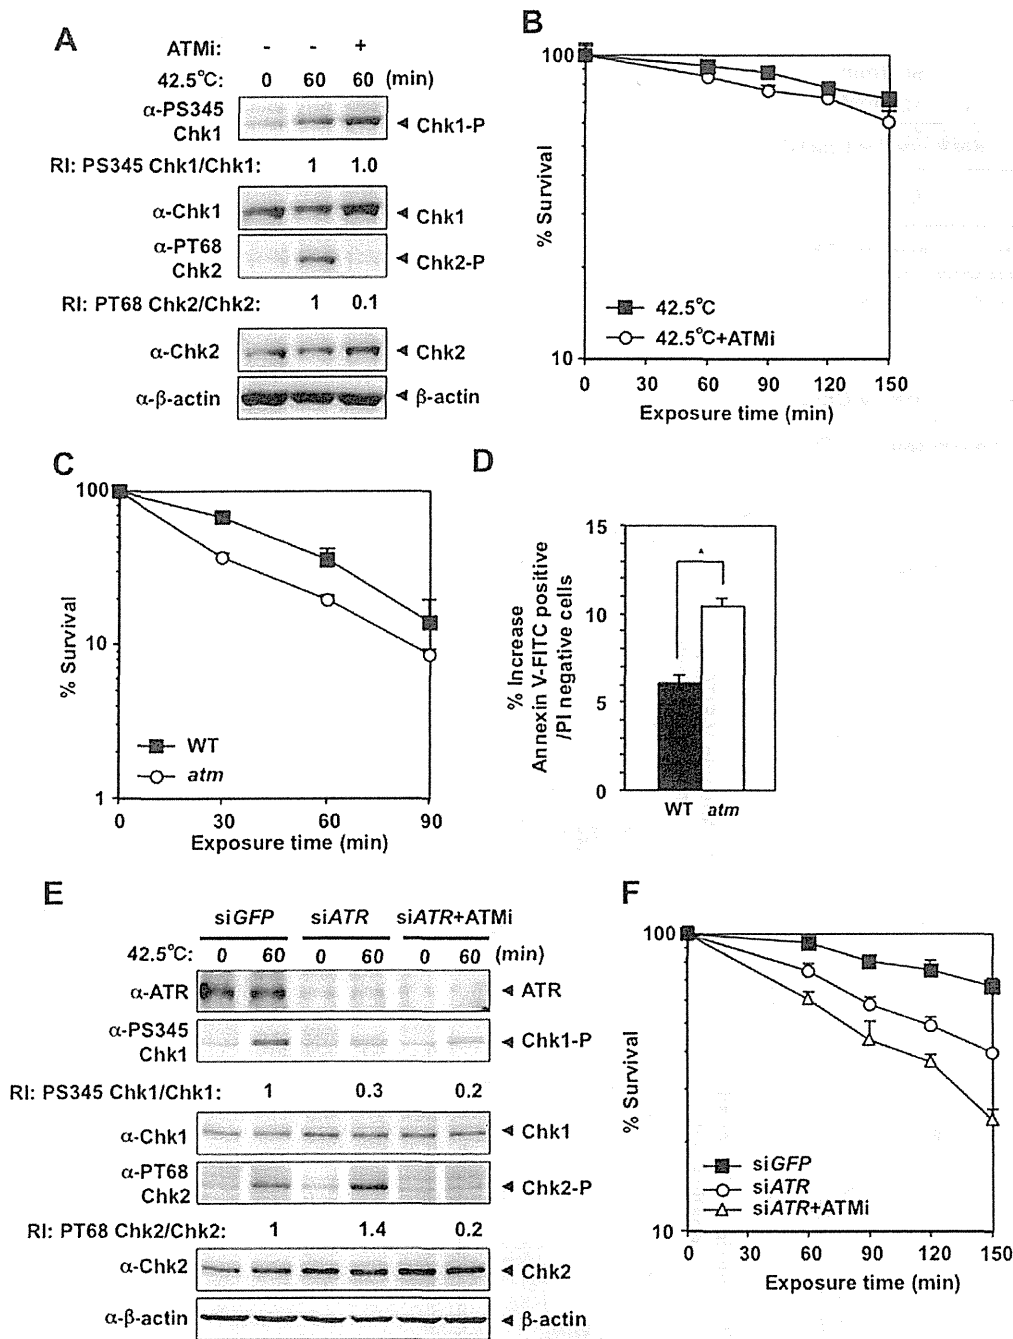 A
ATMi: - - +
42.5°C: 0 60 60 (min)
α-PS345
Chk1
Chk1-P
RI: PS345 Chk1/Chk1: 1 1.0
α-Chk1
Chk1
α-PT68
Chk2
Chk2-P
RI: PT68 Chk2/Chk2: 1 0.1
α-Chk2
Chk2
α-β-actin
β-actin
B
100
10
% Survival
42.5°C
42.5°C+ATMi
0 30 60 90 120 150
Exposure time (min)
C
100
10
1
% Survival
WT
atm
0 30 60 90
Exposure time (min)
D
15
10
5
0
% Increase
Annexin V-FITC positive
/PI negative cells
WT atm
E
siGFP siATR siATR+ATMi
42.5°C: 0 60 0 60 0 60 (min)
α-ATR
ATR
α-PS345
Chk1
Chk1-P
RI: PS345 Chk1/Chk1: 1 0.3 0.2
α-Chk1
Chk1
α-PT68
Chk2
Chk2-P
RI: PT68 Chk2/Chk2: 1 1.4 0.2
α-Chk2
Chk2
α-β-actin
β-actin
F
100
10
% Survival
siGFP
siATR
siATR+ATMi
0 30 60 90 120 150
Exposure time (min)